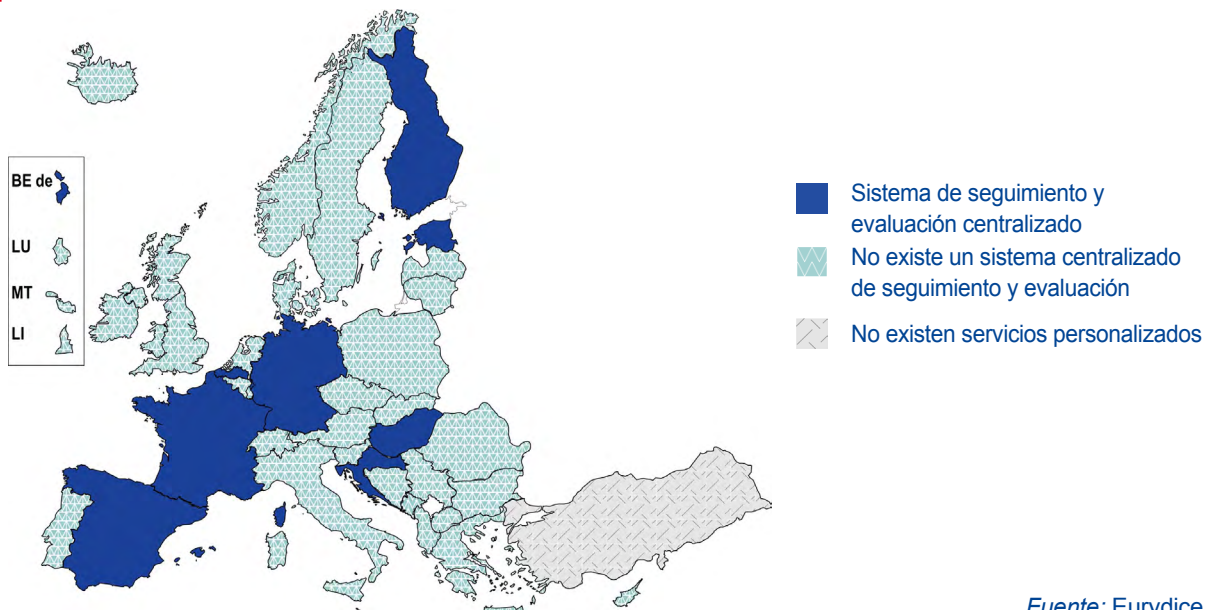 BE de
LU
MT
LI
Sistema de seguimiento y
evaluación centralizado
No existe un sistema centralizado
de seguimiento y evaluación
No existen servicios personalizados
Fuente: Eurydice